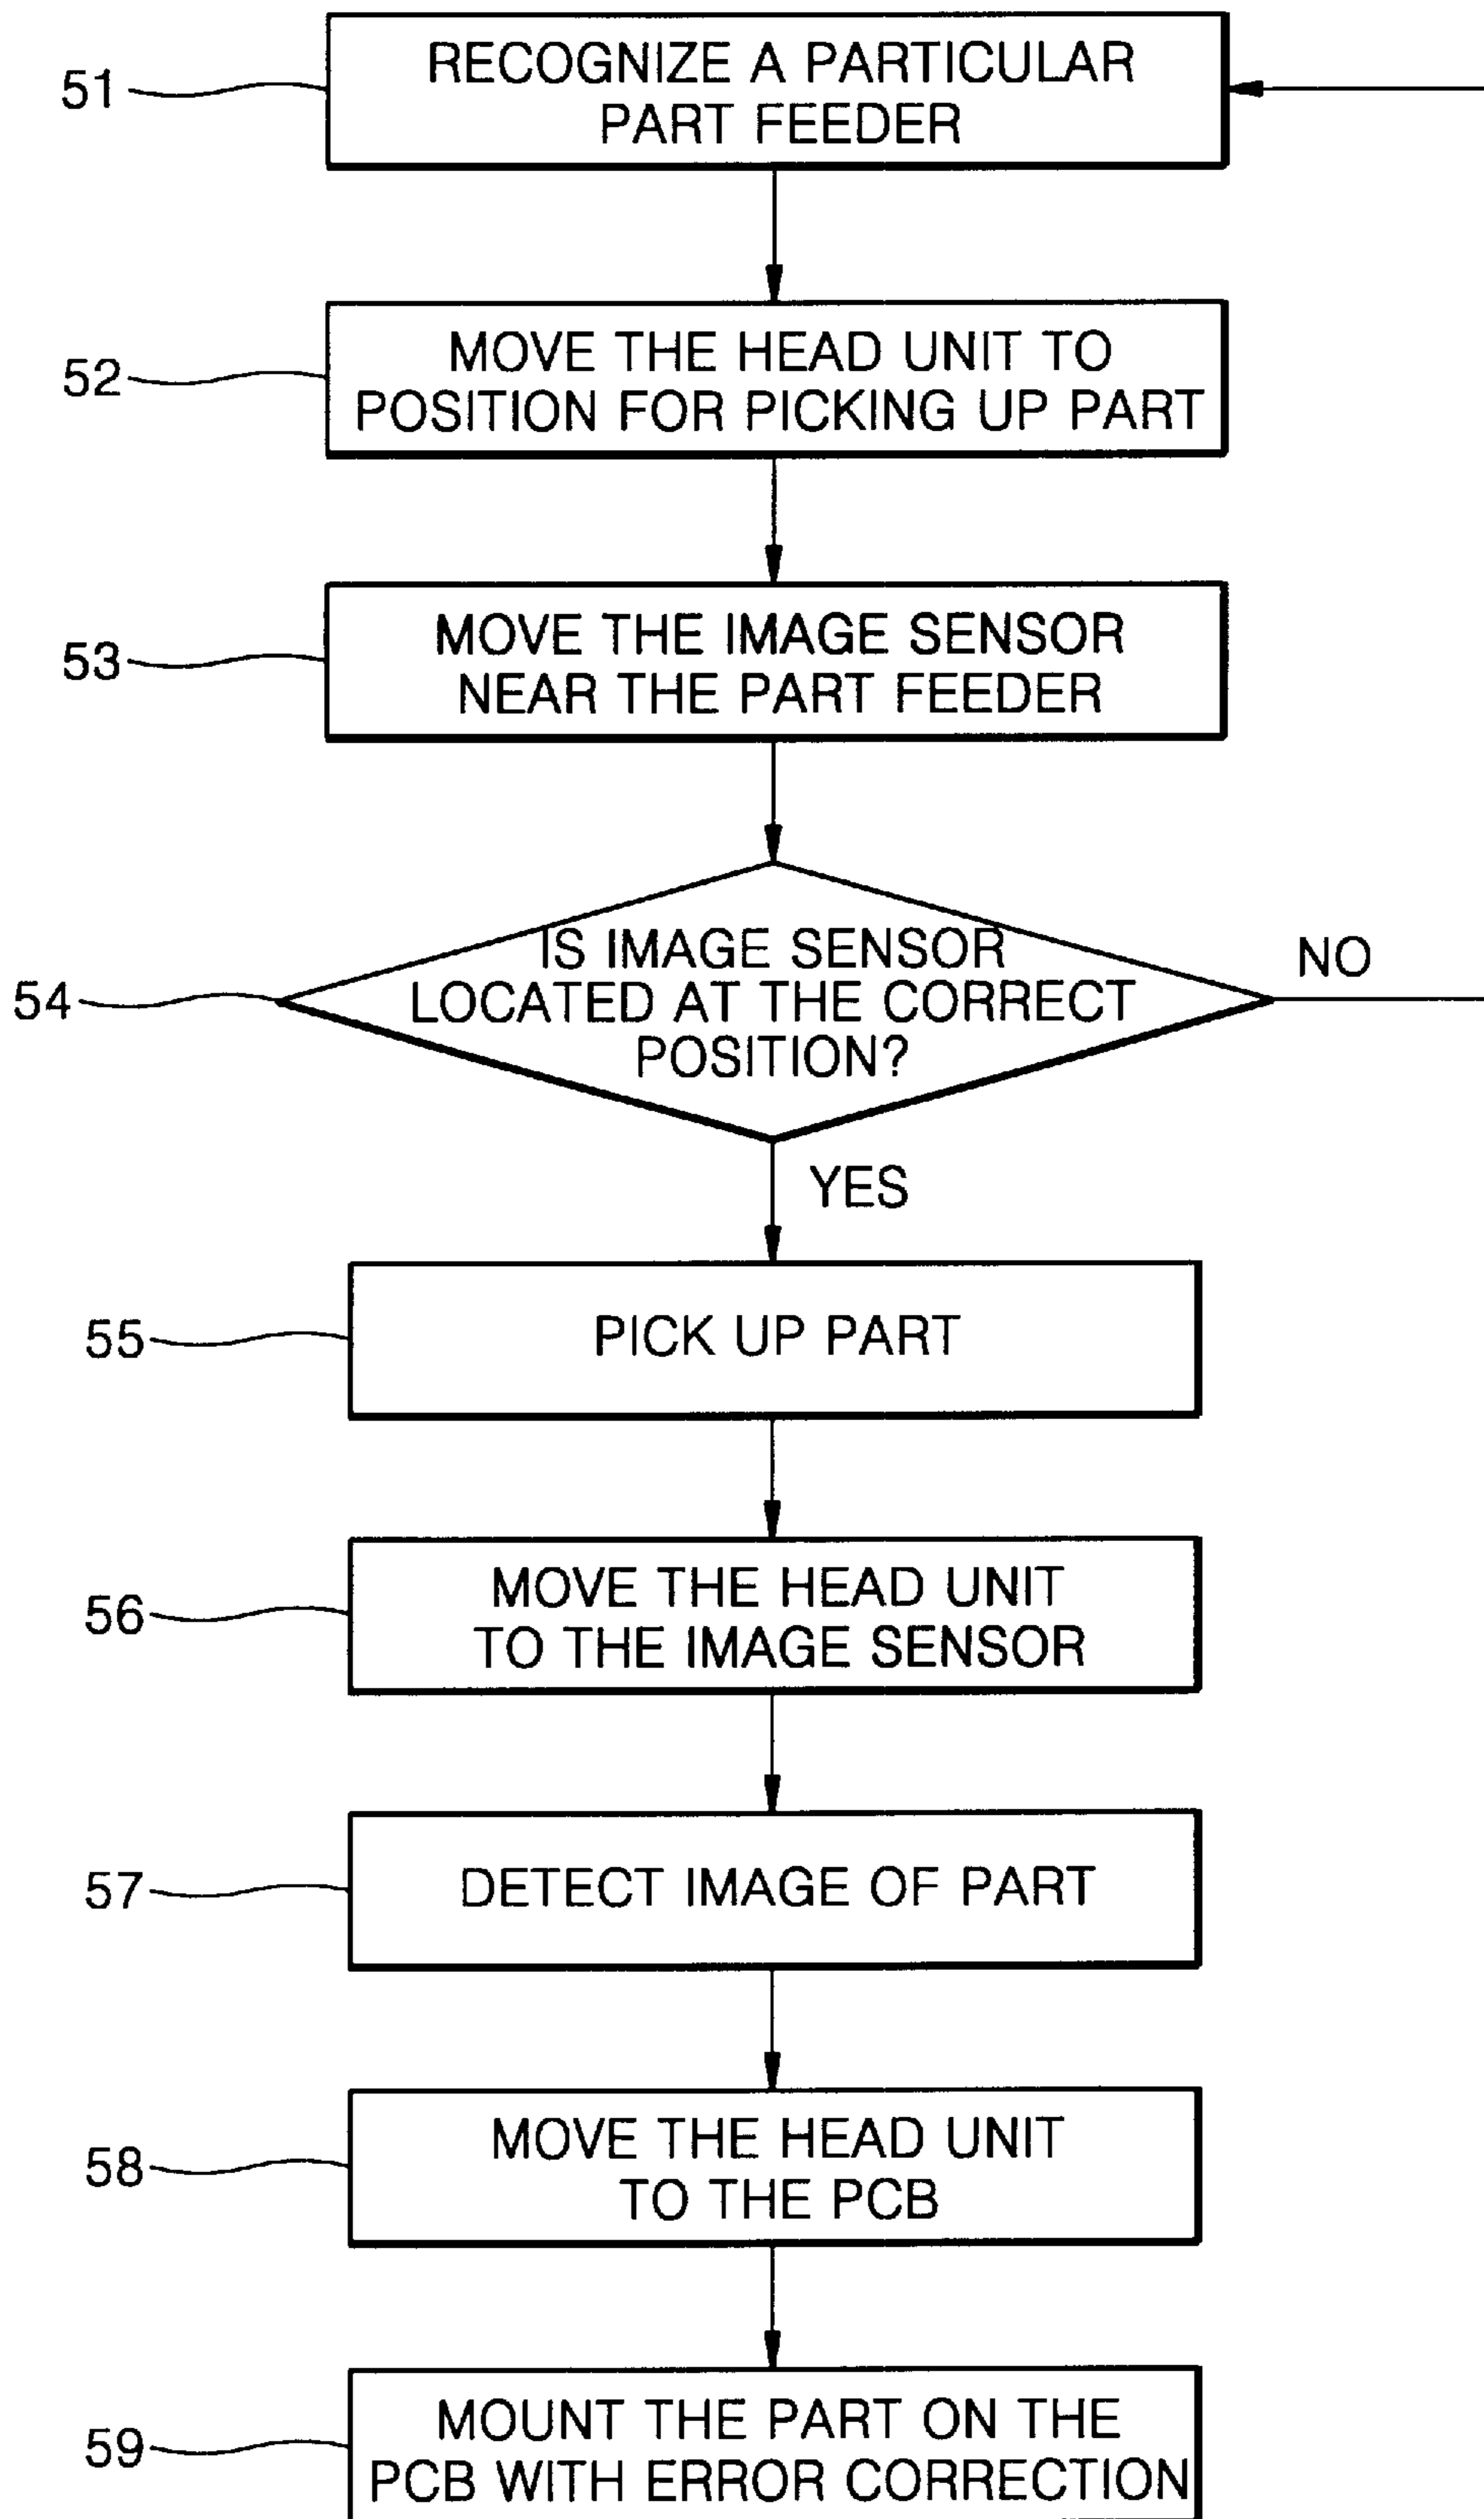 51
RECOGNIZE A PARTICULAR
PART FEEDER
52
MOVE THE HEAD UNIT TO
POSITION FOR PICKING UP PART
53
MOVE THE IMAGE SENSOR
NEAR THE PART FEEDER
54
IS IMAGE SENSOR
LOCATED AT THE CORRECT
POSITION?
NO
YES
55
PICK UP PART
56
MOVE THE HEAD UNIT
TO THE IMAGE SENSOR
57
DETECT IMAGE OF PART
58
MOVE THE HEAD UNIT
TO THE PCB
59
MOUNT THE PART ON THE
PCB WITH ERROR CORRECTION